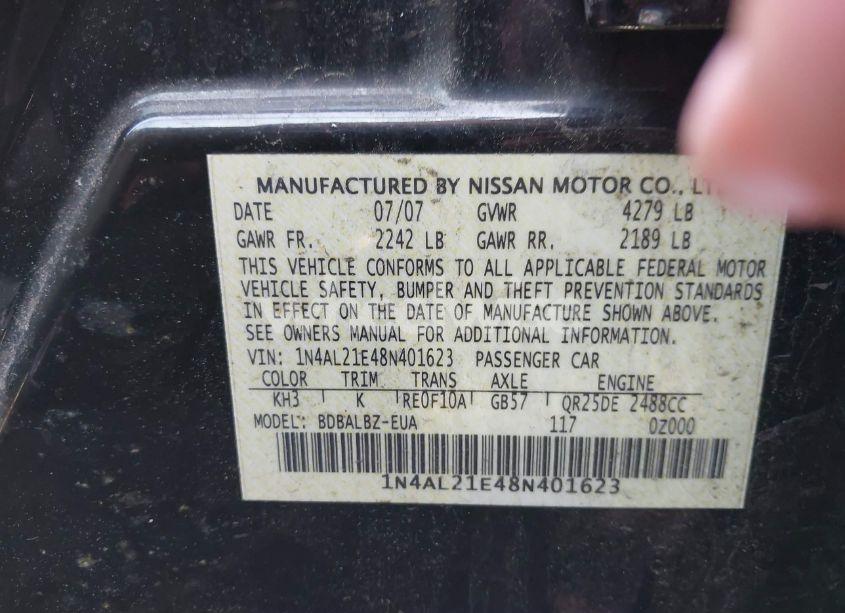 MANUFACTURED BY NISSAN MOTOR CO.,
DATE 07/07 GVWR 4279 LB
GAWR FR. 2242 LB GAWR RR. 2189 LB
THIS VEHICLE CONFORMS TO ALL APPLICABLE FEDERAL MOTOR
VEHICLE SAFETY, BUMPER AND THEFT PREVENTION STANDARDS
IN EFFECT ON THE DATE OF MANUFACTURE SHOWN ABOVE.
SEE OWNERS MANUAL FOR ADDITIONAL INFORMATION.
VIN: 1N4AL21E48N401623 PASSENGER CAR
COLOR TRIM TRANS AXLE ENGINE
KH3 K RE0F10A GB57 QR25DE 2488CC
MODEL: BDBALBZ-EUA 117 0Z000
1N4AL21E48N401623